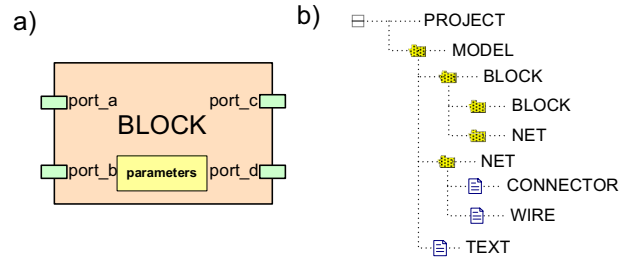 a)
port_a
port_c
BLOCK
port_b
parameters
port_d
b)
PROJECT
MODEL
BLOCK
BLOCK
NET
NET
CONNECTOR
WIRE
TEXT